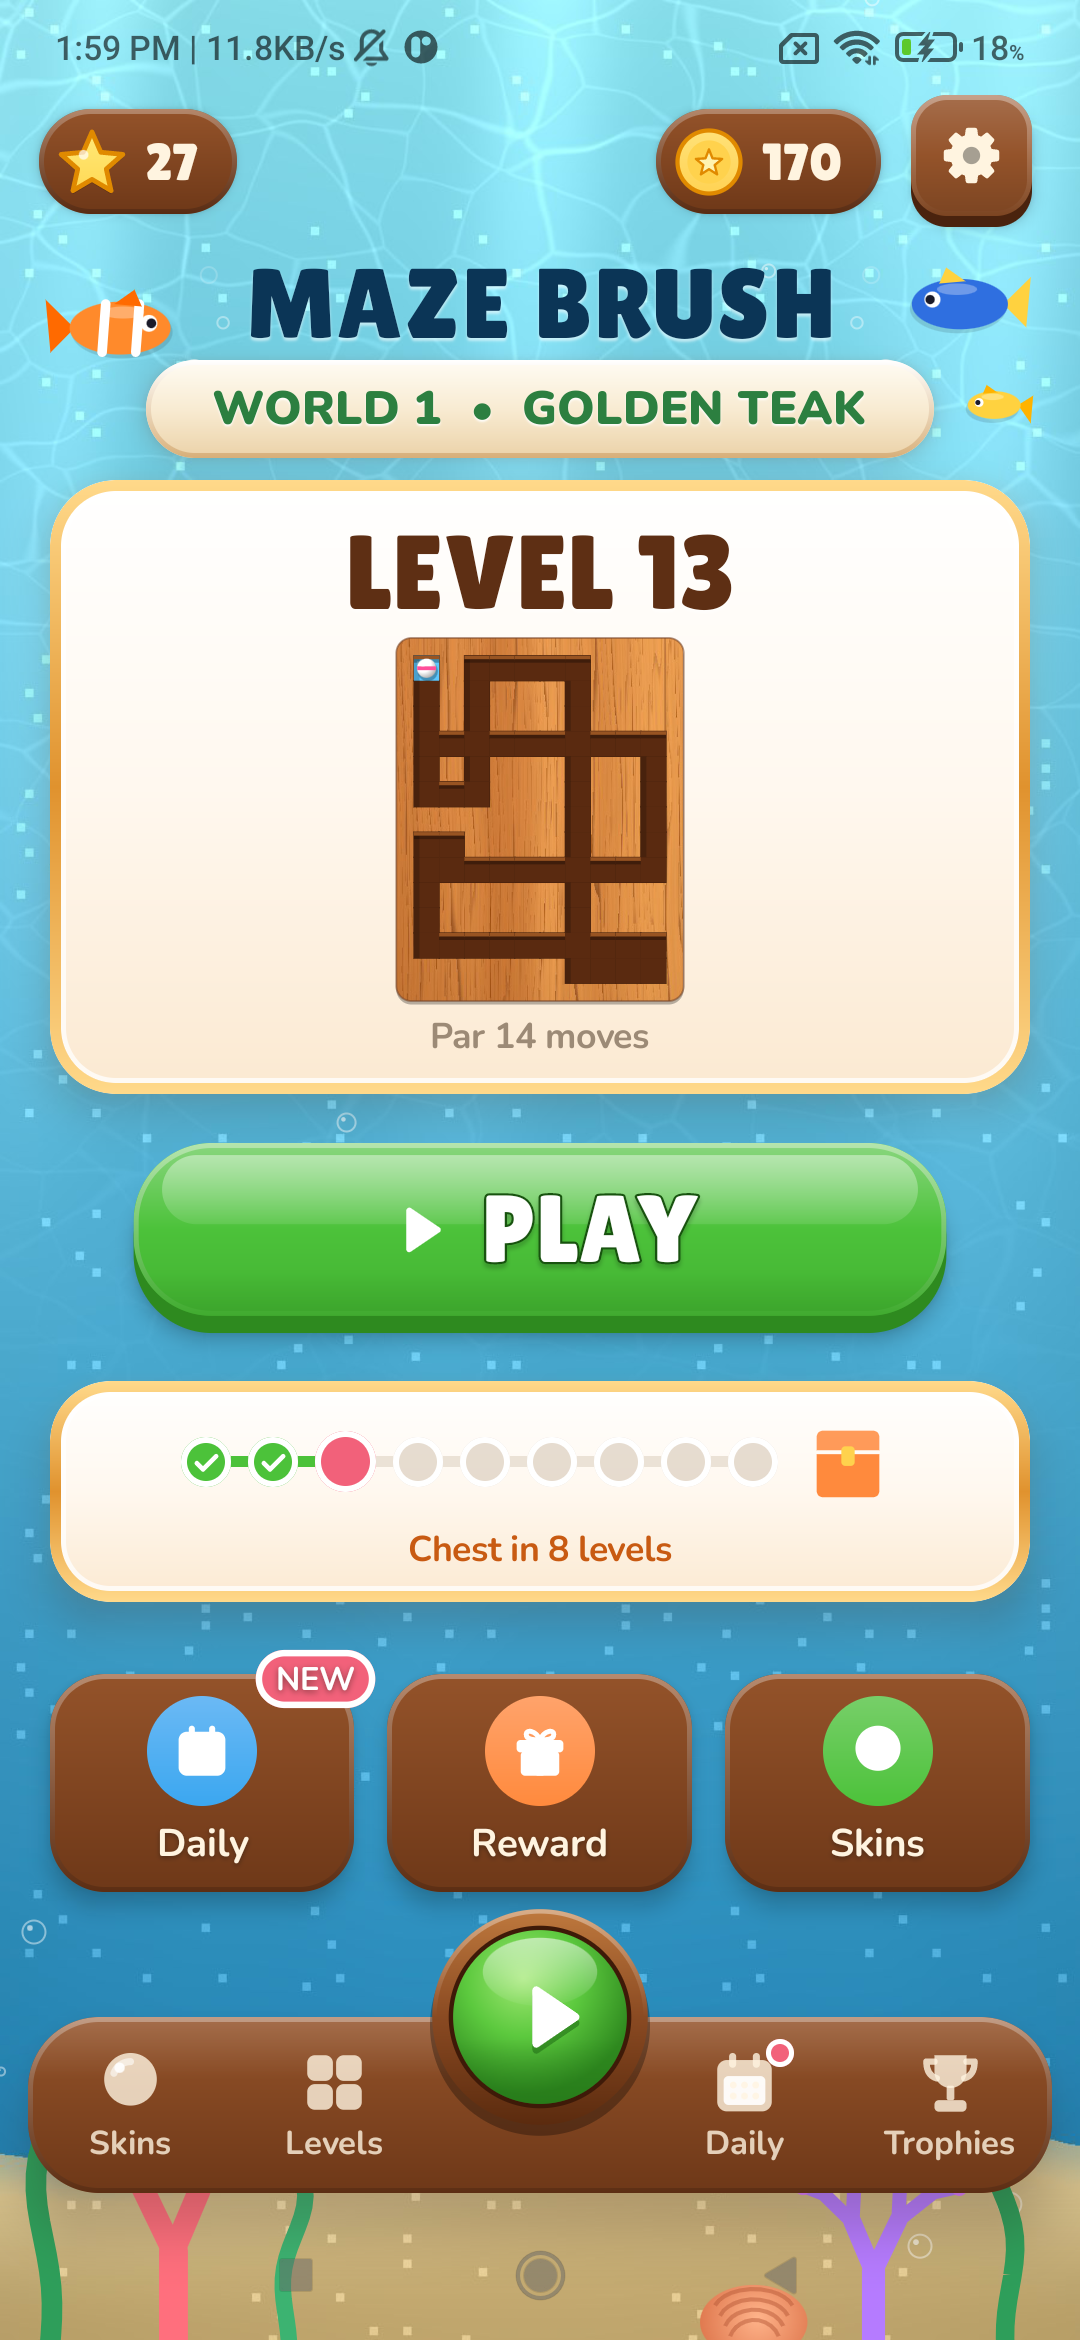 1:59 PM | 11.8KB/s 18%
27 170
MAZE BRUSH
WORLD 1 • GOLDEN TEAK
LEVEL 13
Par 14 moves
PLAY
Chest in 8 levels
NEW
Daily Reward Skins
Skins Levels Daily Trophies